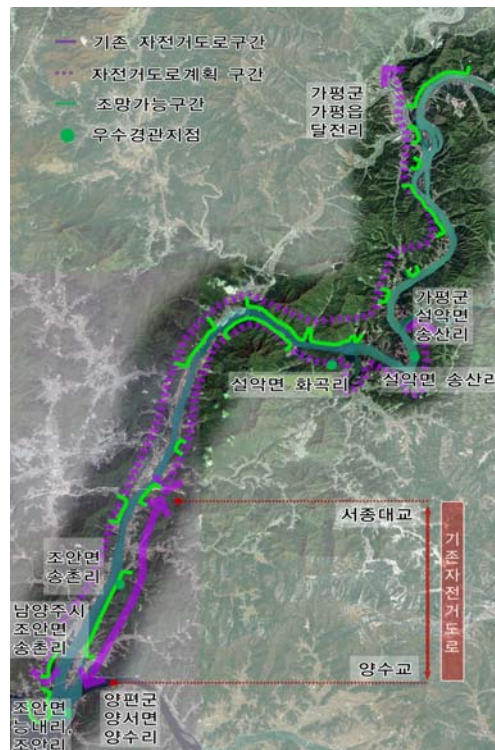 기존 자전거도로구간
자전거도로계획 구간
조망가능구간
우수경관지점
가평군
가평읍
달전리
가평군
설악면
송산리
설악면 화곡리
설악면 송산리
서종대교
기존자전거도로
조안면
송촌리
남양주시
조안면
송촌리
양수교
양평군
양서면
양수리
조안면
능내리,
조안리